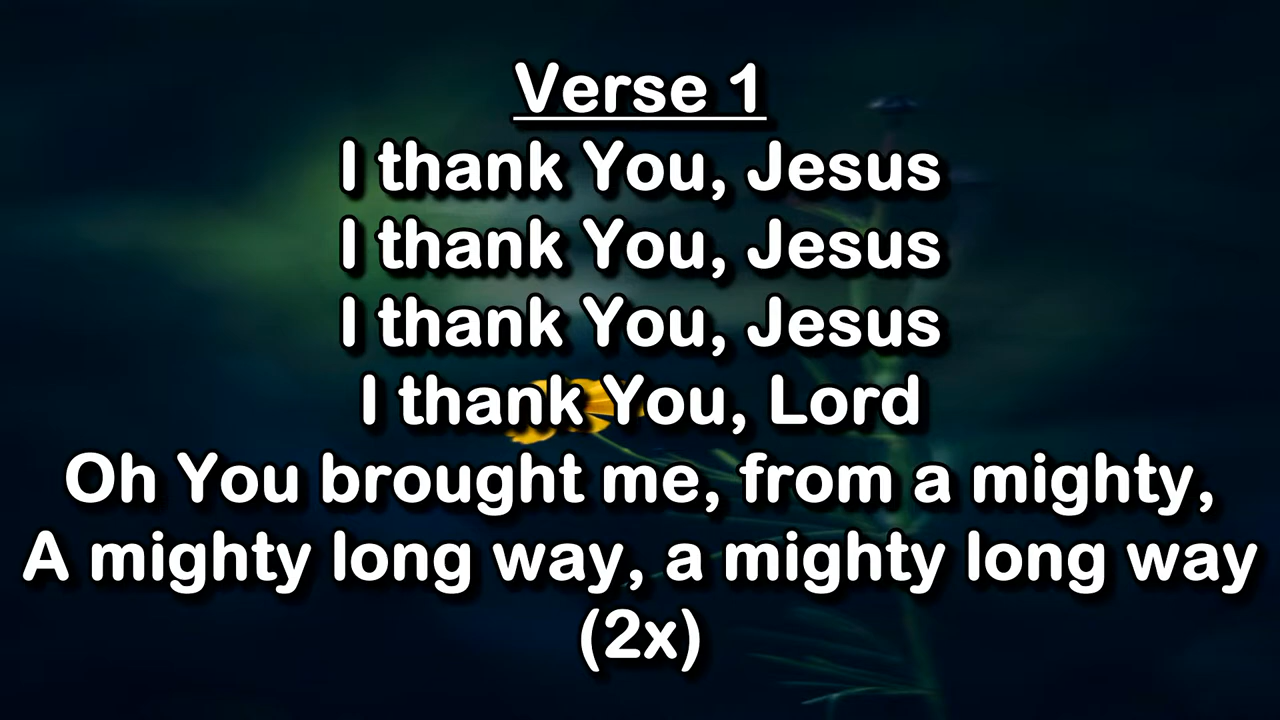 Verse 1
I thank You, Jesus
I thank You, Jesus
I thank You, Jesus
I thank You, Lord
Oh You brought me, from a mighty,
A mighty long way, a mighty long way
(2x)